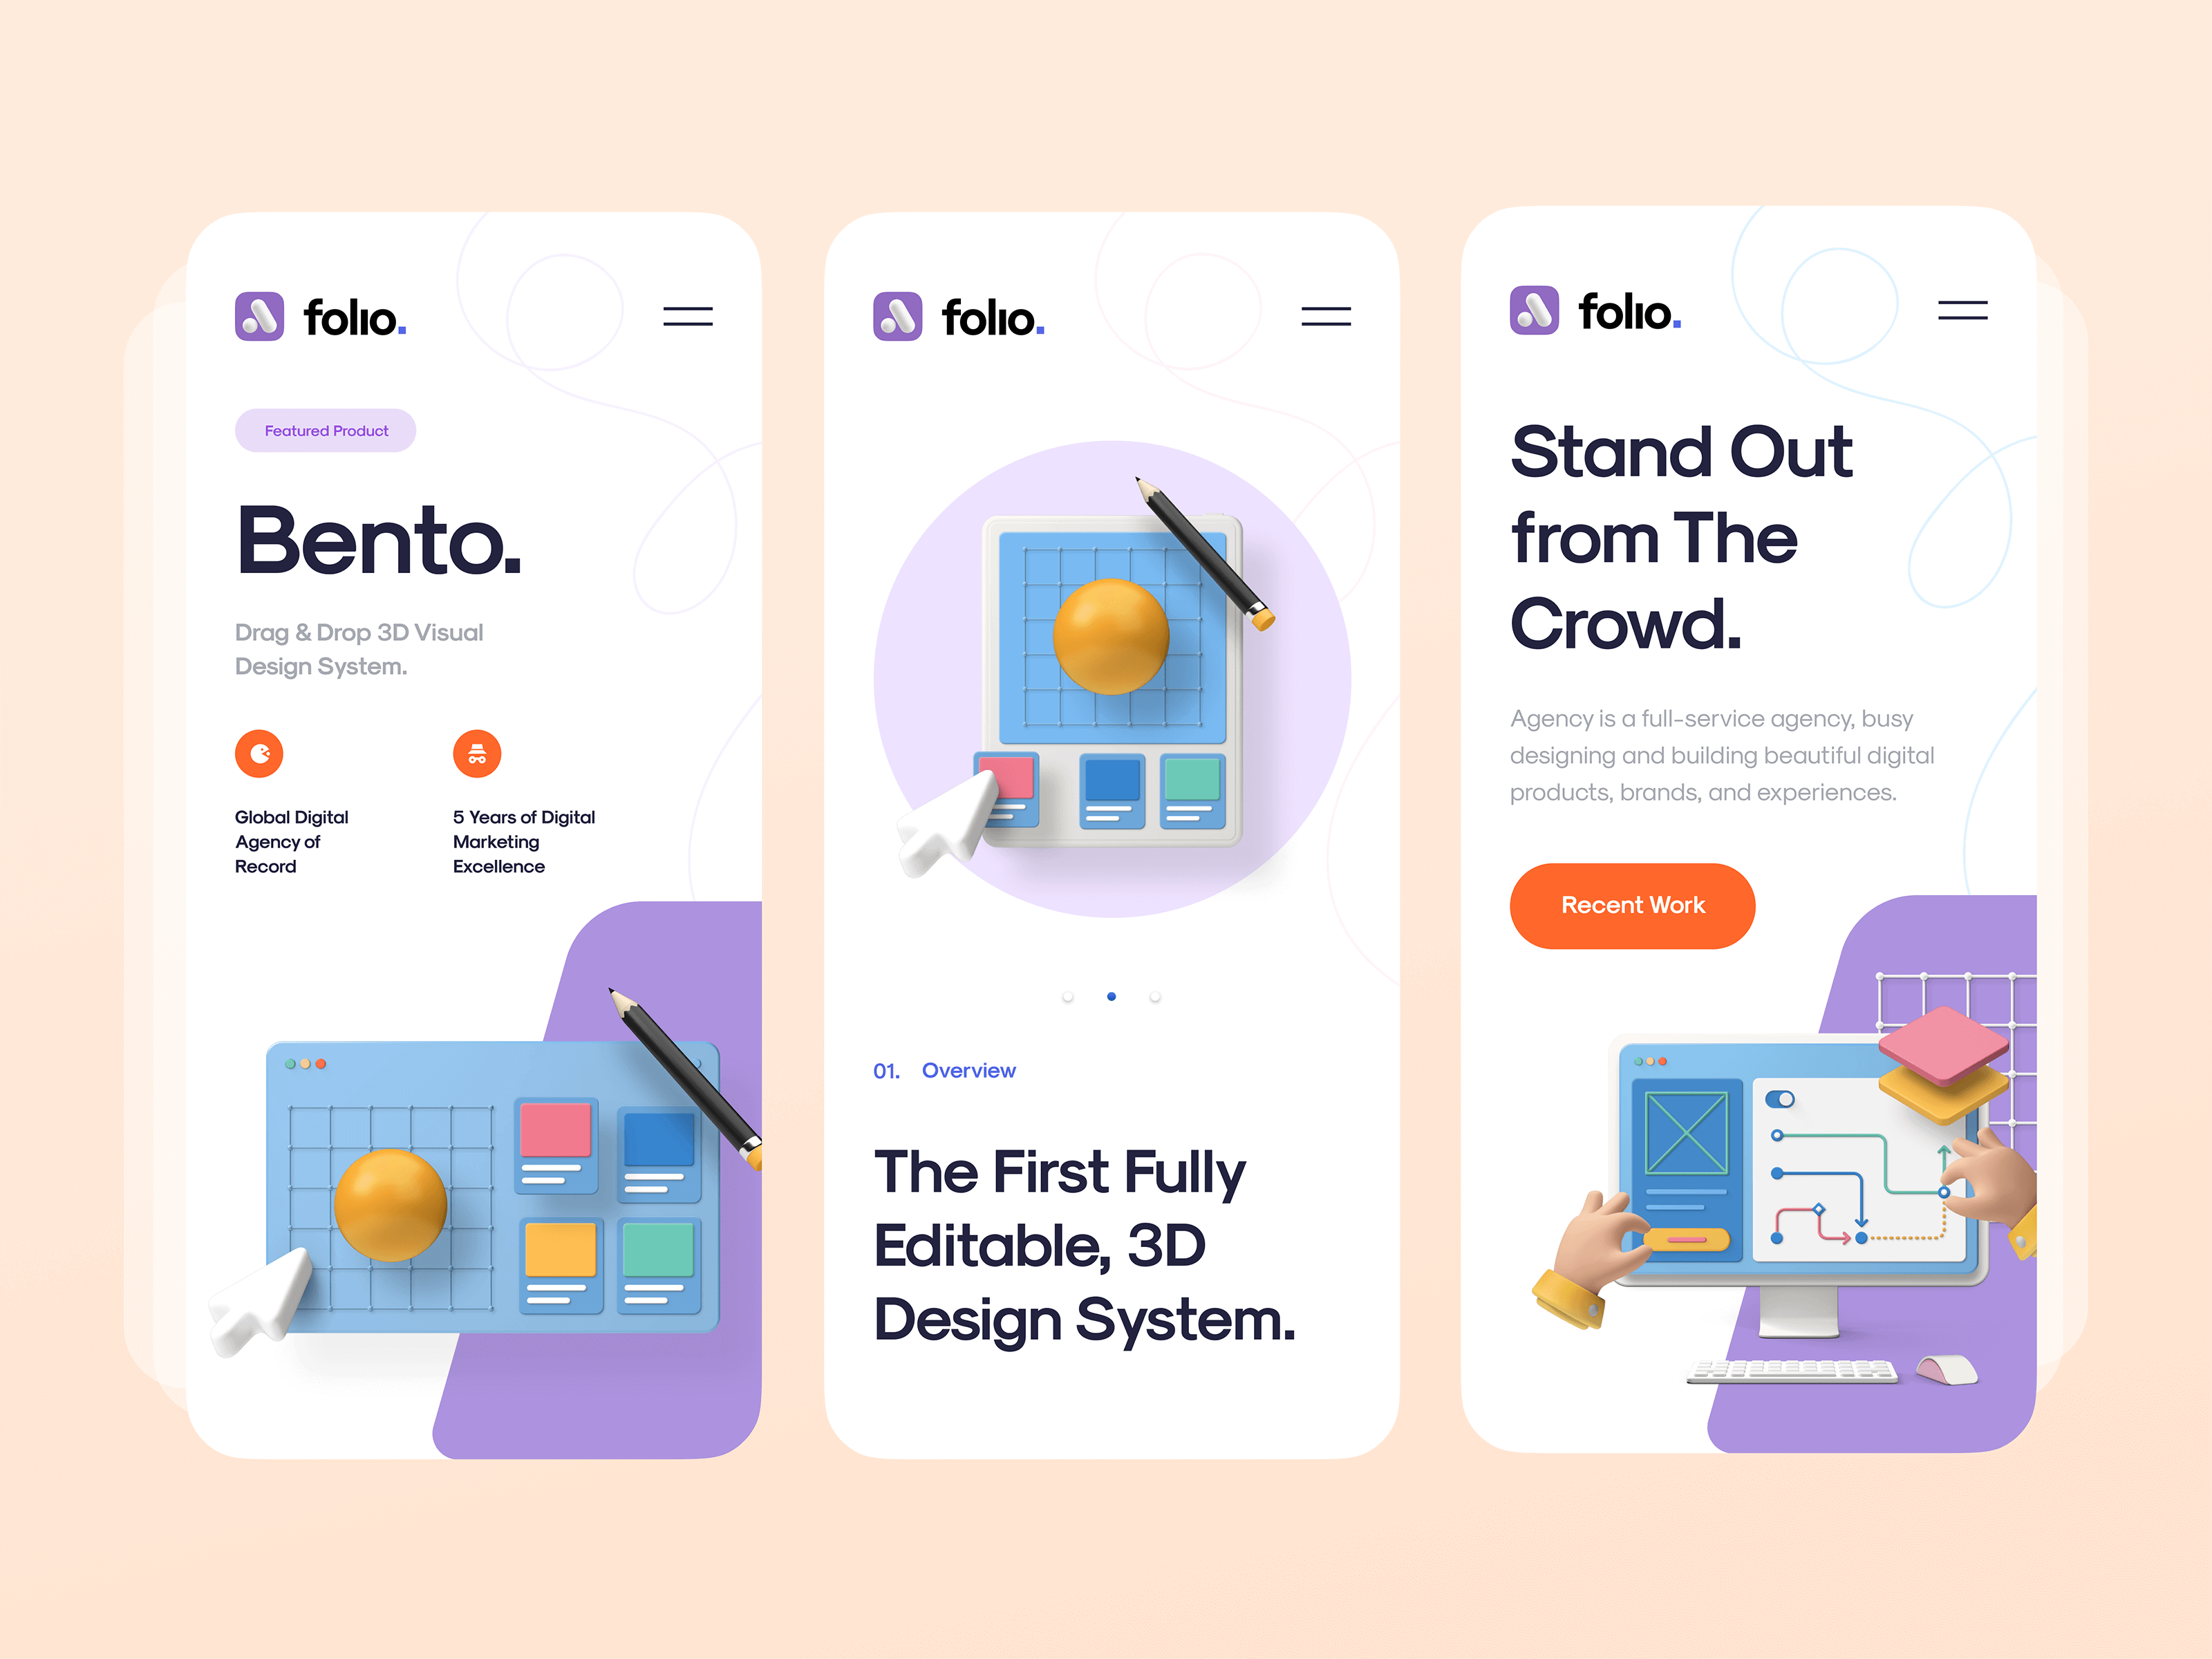 folio.
Featured Product
Bento.
Drag & Drop 3D Visual
Design System.
Global Digital
Agency of
Record
5 Years of Digital
Marketing
Excellence
folio.
01. Overview
The First Fully
Editable, 3D
Design System.
folio.
Stand Out
from The
Crowd.
Agency is a full-service agency, busy
designing and building beautiful digital
products, brands, and experiences.
Recent Work